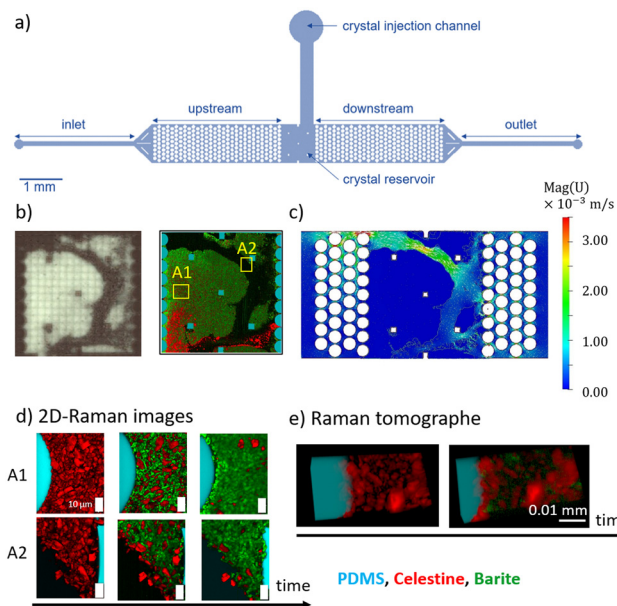 a)
crystal injection channel
upstream
downstream
inlet
outlet
crystal reservoir
1 mm
b)
A1
A2
c)
Mag(U)
× 10⁻³ m/s
3.00
2.00
1.00
0.00
d) 2D-Raman images
A1
10 µm
A2
time
e) Raman tomographe
0.01 mm
tim
PDMS, Celestine, Barite